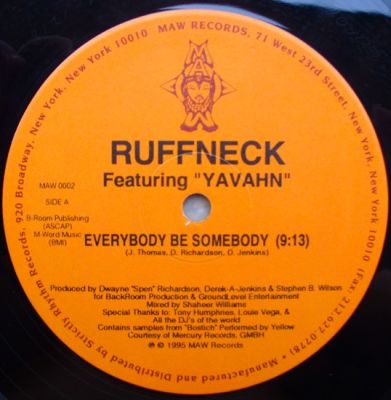 MAW RECORDS, 71 West 23rd Street, New York, New York 10010 (Fax: 212-627-0778) • Manufactured and Distributed by Strictly Rhythm Records, 920 Broadway, New York, New York 10010
RUFFNECK
Featuring "YAVAHN"
MAW 0002
SIDE A
B-Room Publishing
(ASCAP)
M-Word Music
(BMI)
EVERYBODY BE SOMEBODY (9:13)
(J. Thomas, D. Richardson, D. Jenkins)
Produced by Dwayne "Spen" Richardson, Derek-A-Jenkins & Stephen B. Wilson
for BackRoom Production & GroundLevel Entertainment
Mixred by Shaheer Williams
Special Thanks to: Tony Humphries, Louie Vega, &
All the DJ's of the world
Contains samples from "Bostich" Performed by Yellow
Courtesy of Mercury Records, GMBH
℗ © 1995 MAW Records